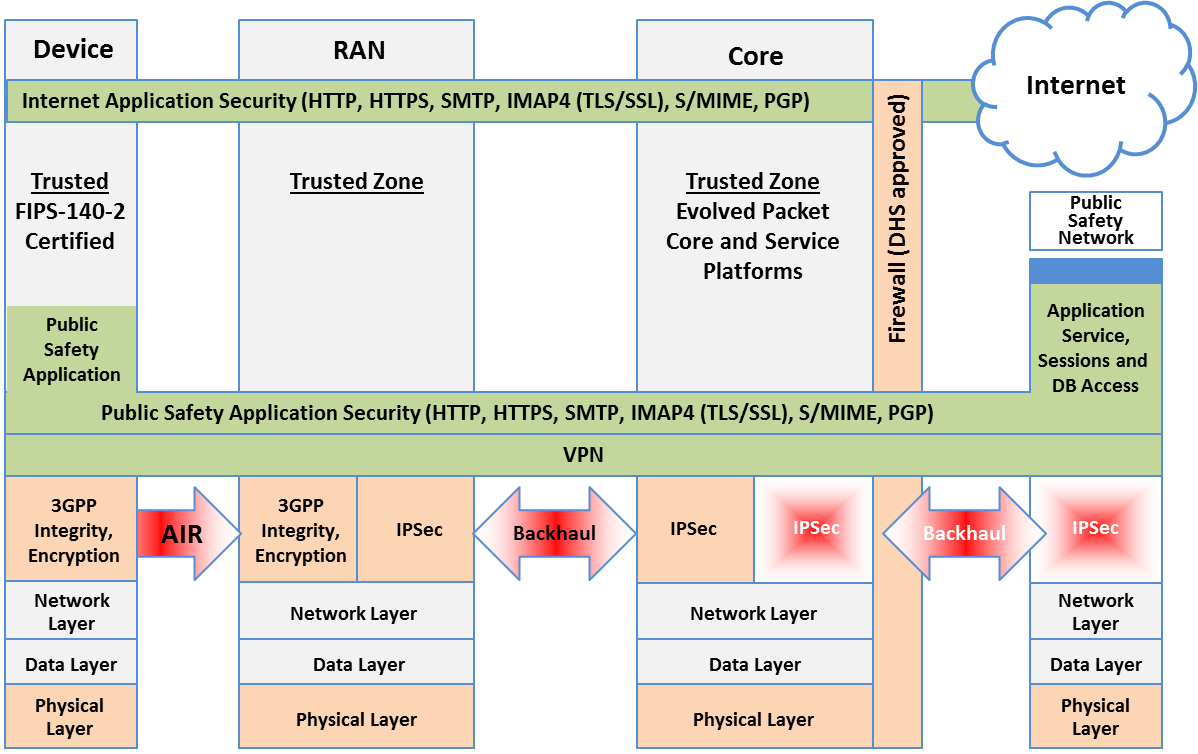 Device
RAN
Core
Internet
Internet Application Security (HTTP, HTTPS, SMTP, IMAP4 (TLS/SSL), S/MIME, PGP)
Trusted
FIPS-140-2
Certified
Trusted Zone
Trusted Zone
Evolved Packet
Core and Service
Platforms
Firewall (DHS approved)
Public
Safety
Network
Public
Safety
Application
Application
Service,
Sessions and
DB Access
Public Safety Application Security (HTTP, HTTPS, SMTP, IMAP4 (TLS/SSL), S/MIME, PGP)
VPN
3GPP
Integrity,
Encryption
AIR
3GPP
Integrity,
Encryption
IPSec
Backhaul
IPSec
IPSec
Backhaul
IPSec
Network
Layer
Network Layer
Network Layer
Network
Layer
Data Layer
Data Layer
Data Layer
Data Layer
Physical
Layer
Physical Layer
Physical Layer
Physical
Layer